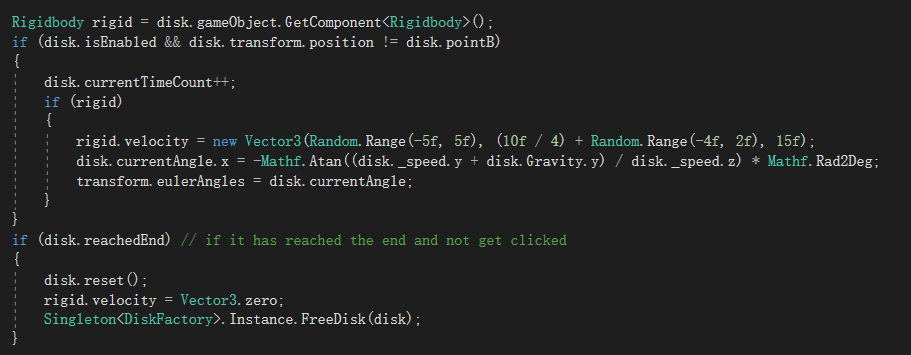 Rigidbody rigid = disk.gameObject.GetComponent<Rigidbody>();
if (disk.isEnabled && disk.transform.position != disk.pointB)
{
disk.currentTimeCount++;
if (rigid)
{
rigid.velocity = new Vector3(Random.Range(-5f, 5f), (10f / 4) + Random.Range(-4f, 2f), 15f);
disk.currentAngle.x = -Mathf.Atan((disk._speed.y + disk.Gravity.y) / disk._speed.z) * Mathf.Rad2Deg;
transform.eulerAngles = disk.currentAngle;
}
}
if (disk.reachedEnd) // if it has reached the end and not get clicked
{
disk.reset();
rigid.velocity = Vector3.zero;
Singleton<DiskFactory>.Instance.FreeDisk(disk);
}